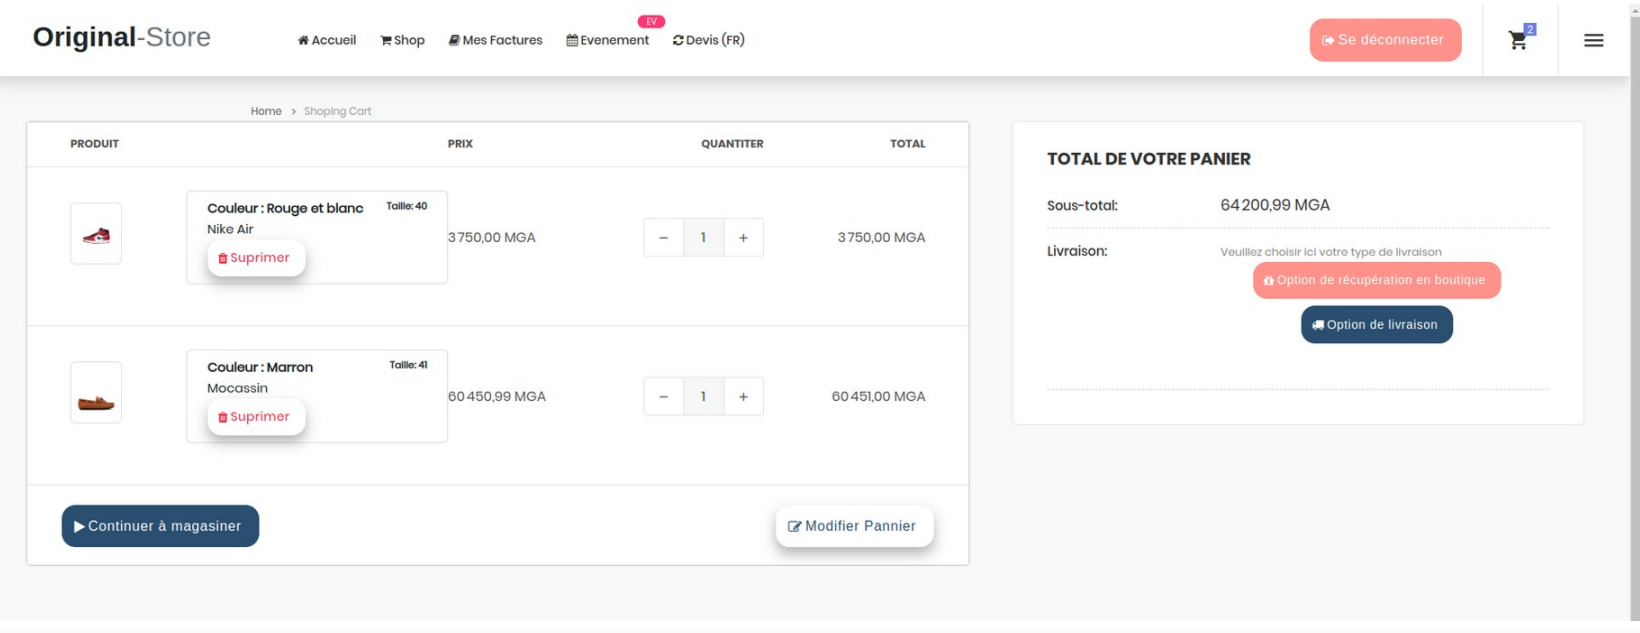 Original-Store
Accueil
Shop
Mes Factures
EV
Evenement
Devis (FR)
Se déconnecter
2
Home > Shoping Cart
PRODUIT PRIX QUANTITER TOTAL
Couleur : Rouge et blanc Taille: 40
Nike Air
Suprimer
3 750,00 MGA
− 1 +
3 750,00 MGA
Couleur : Marron Taille: 41
Mocassin
Suprimer
60 450,99 MGA
− 1 +
60 451,00 MGA
Continuer à magasiner
Modifier Pannier
TOTAL DE VOTRE PANIER
Sous-total: 64 200,99 MGA
Livraison: Veuillez choisir ici votre type de livraison
Option de récupération en boutique
Option de livraison